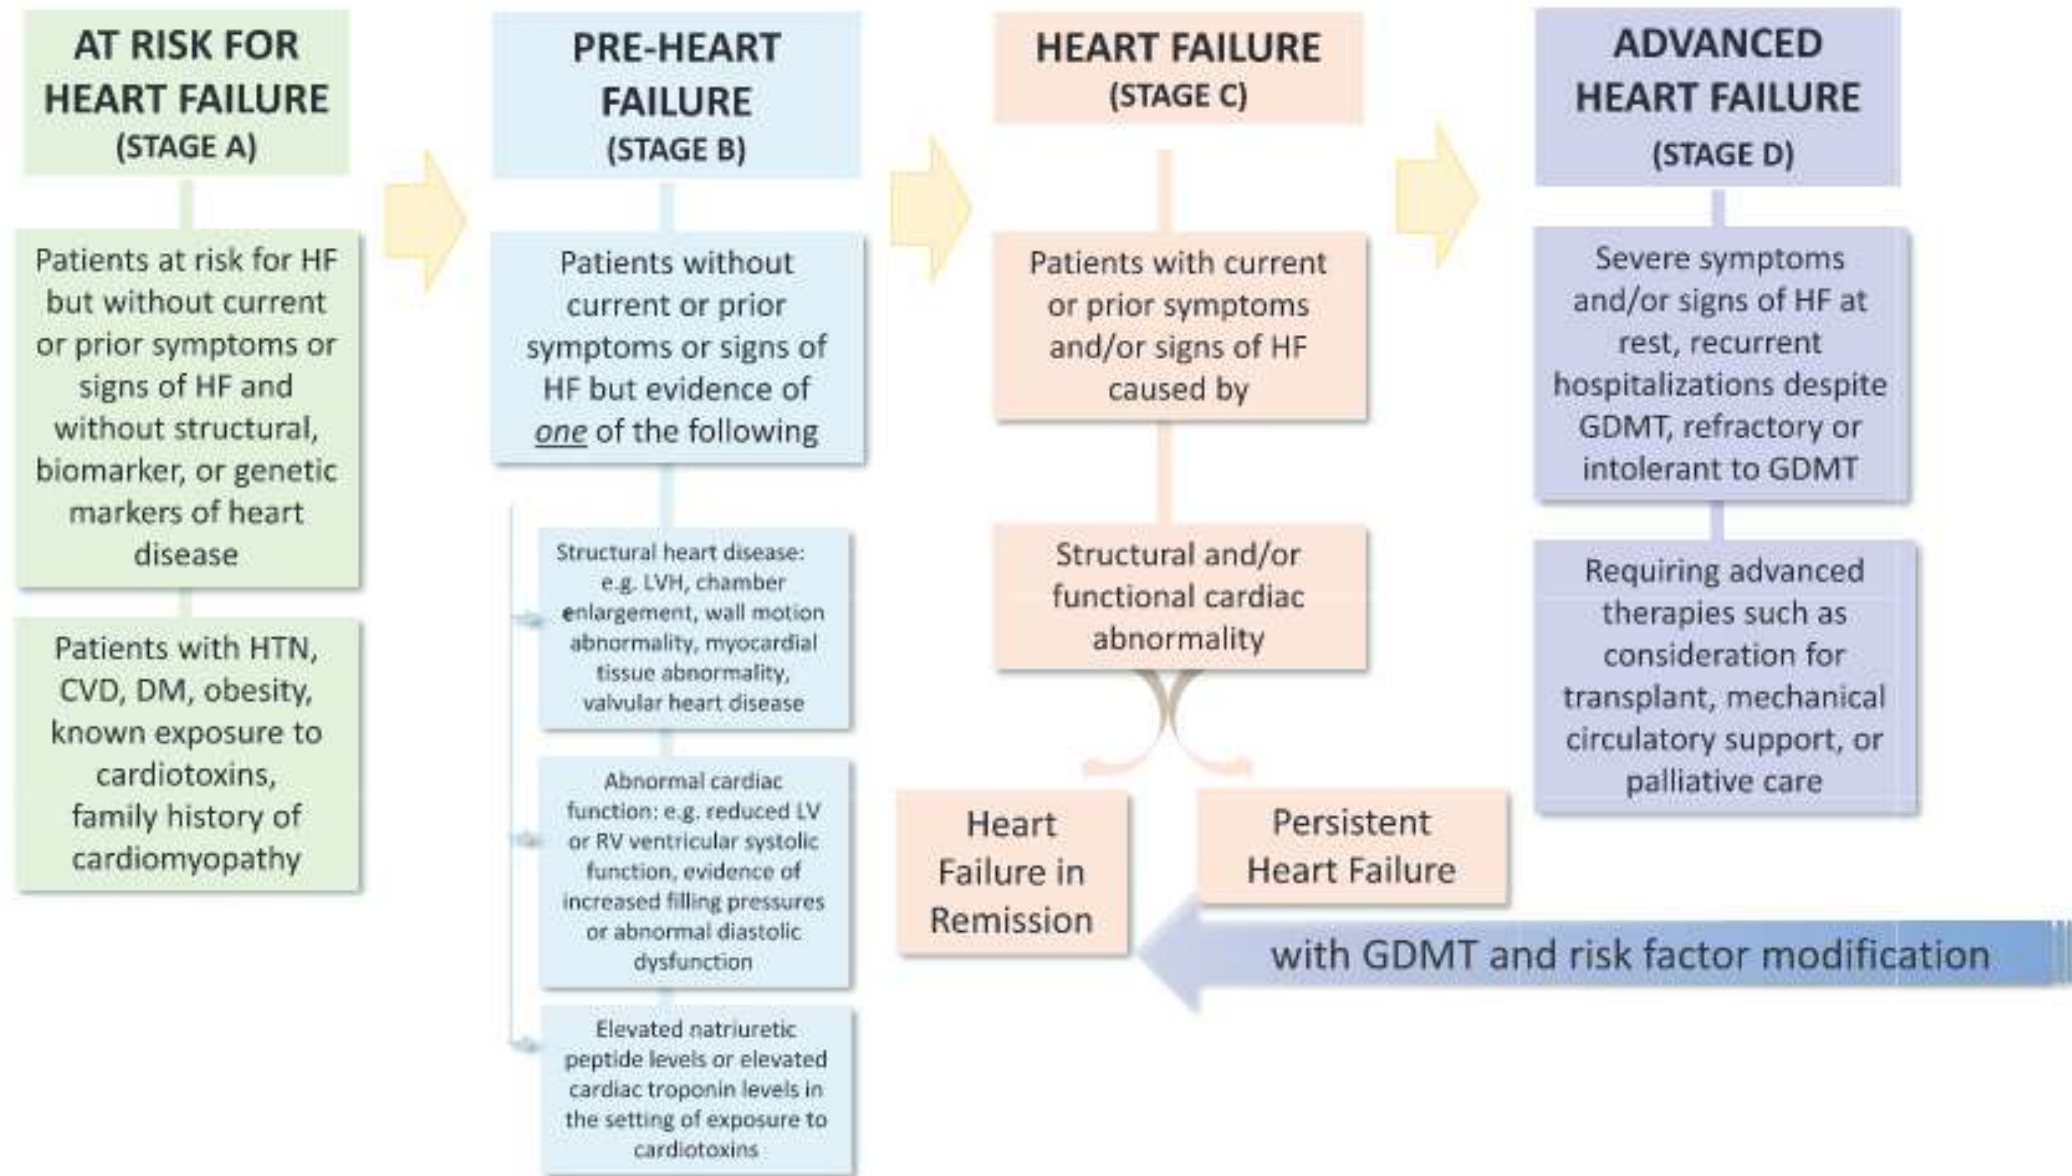 AT RISK FOR
HEART FAILURE
(STAGE A)
Patients at risk for HF
but without current
or prior symptoms or
signs of HF and
without structural,
biomarker, or genetic
markers of heart
disease
Patients with HTN,
CVD, DM, obesity,
known exposure to
cardiotoxins,
family history of
cardiomyopathy
PRE-HEART
FAILURE
(STAGE B)
Patients without
current or prior
symptoms or signs of
HF but evidence of
one of the following
Structural heart disease:
e.g. LVH, chamber
enlargement, wall motion
abnormality, myocardial
tissue abnormality,
valvular heart disease
Abnormal cardiac
function: e.g. reduced LV
or RV ventricular systolic
function, evidence of
increased filling pressures
or abnormal diastolic
dysfunction
Elevated natriuretic
peptide levels or elevated
cardiac troponin levels in
the setting of exposure to
cardiotoxins
HEART FAILURE
(STAGE C)
Patients with current
or prior symptoms
and/or signs of HF
caused by
Structural and/or
functional cardiac
abnormality
Heart
Failure in
Remission
Persistent
Heart Failure
ADVANCED
HEART FAILURE
(STAGE D)
Severe symptoms
and/or signs of HF at
rest, recurrent
hospitalizations despite
GDMT, refractory or
intolerant to GDMT
Requiring advanced
therapies such as
consideration for
transplant, mechanical
circulatory support, or
palliative care
with GDMT and risk factor modification